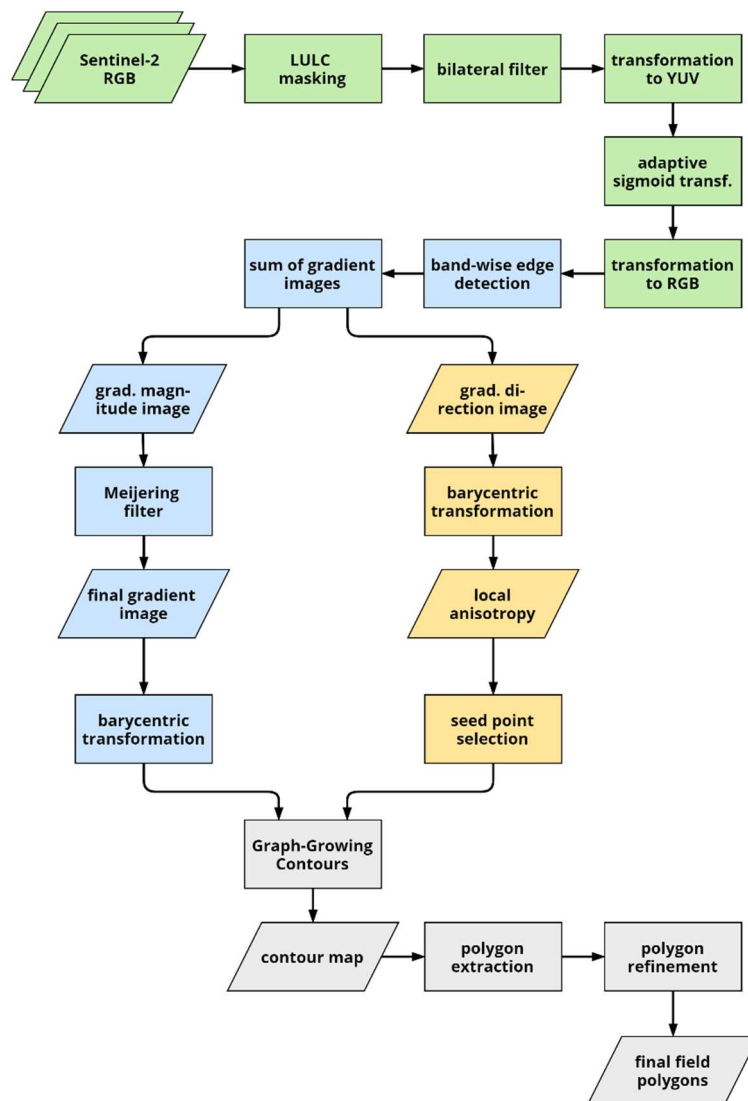 Sentinel-2
RGB
LULC
masking
bilateral filter
transformation
to YUV
adaptive
sigmoid transf.
sum of gradient
images
band-wise edge
detection
transformation
to RGB
grad. magn-
itude image
grad. di-
rection image
Meijering
filter
barycentric
transformation
final gradient
image
local
anisotropy
barycentric
transformation
seed point
selection
Graph-Growing
Contours
contour map
polygon
extraction
polygon
refinement
final field
polygons